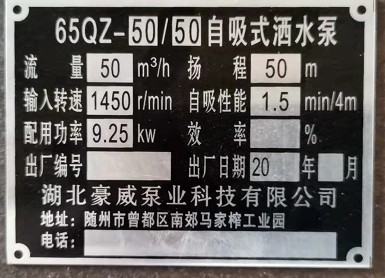 65QZ-50/50自吸式洒水泵
流量 50 m³/h 扬程 50 m
输入转速 1450 r/min 自吸性能 1.5 min/4m
配用功率 9.25 kw 效率 %
出厂编号 出厂日期 20 年 月
湖北豪威泵业科技有限公司
地址：随州市曾都区南郊马家榨工业园
电话：